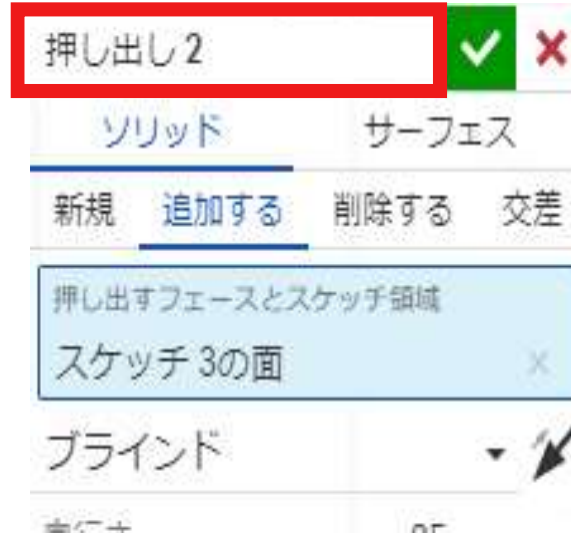 押し出し 2
ソリッド サーフェス
新規 追加する 削除する 交差
押し出すフェースとスケッチ領域
スケッチ 3の面
ブラインド